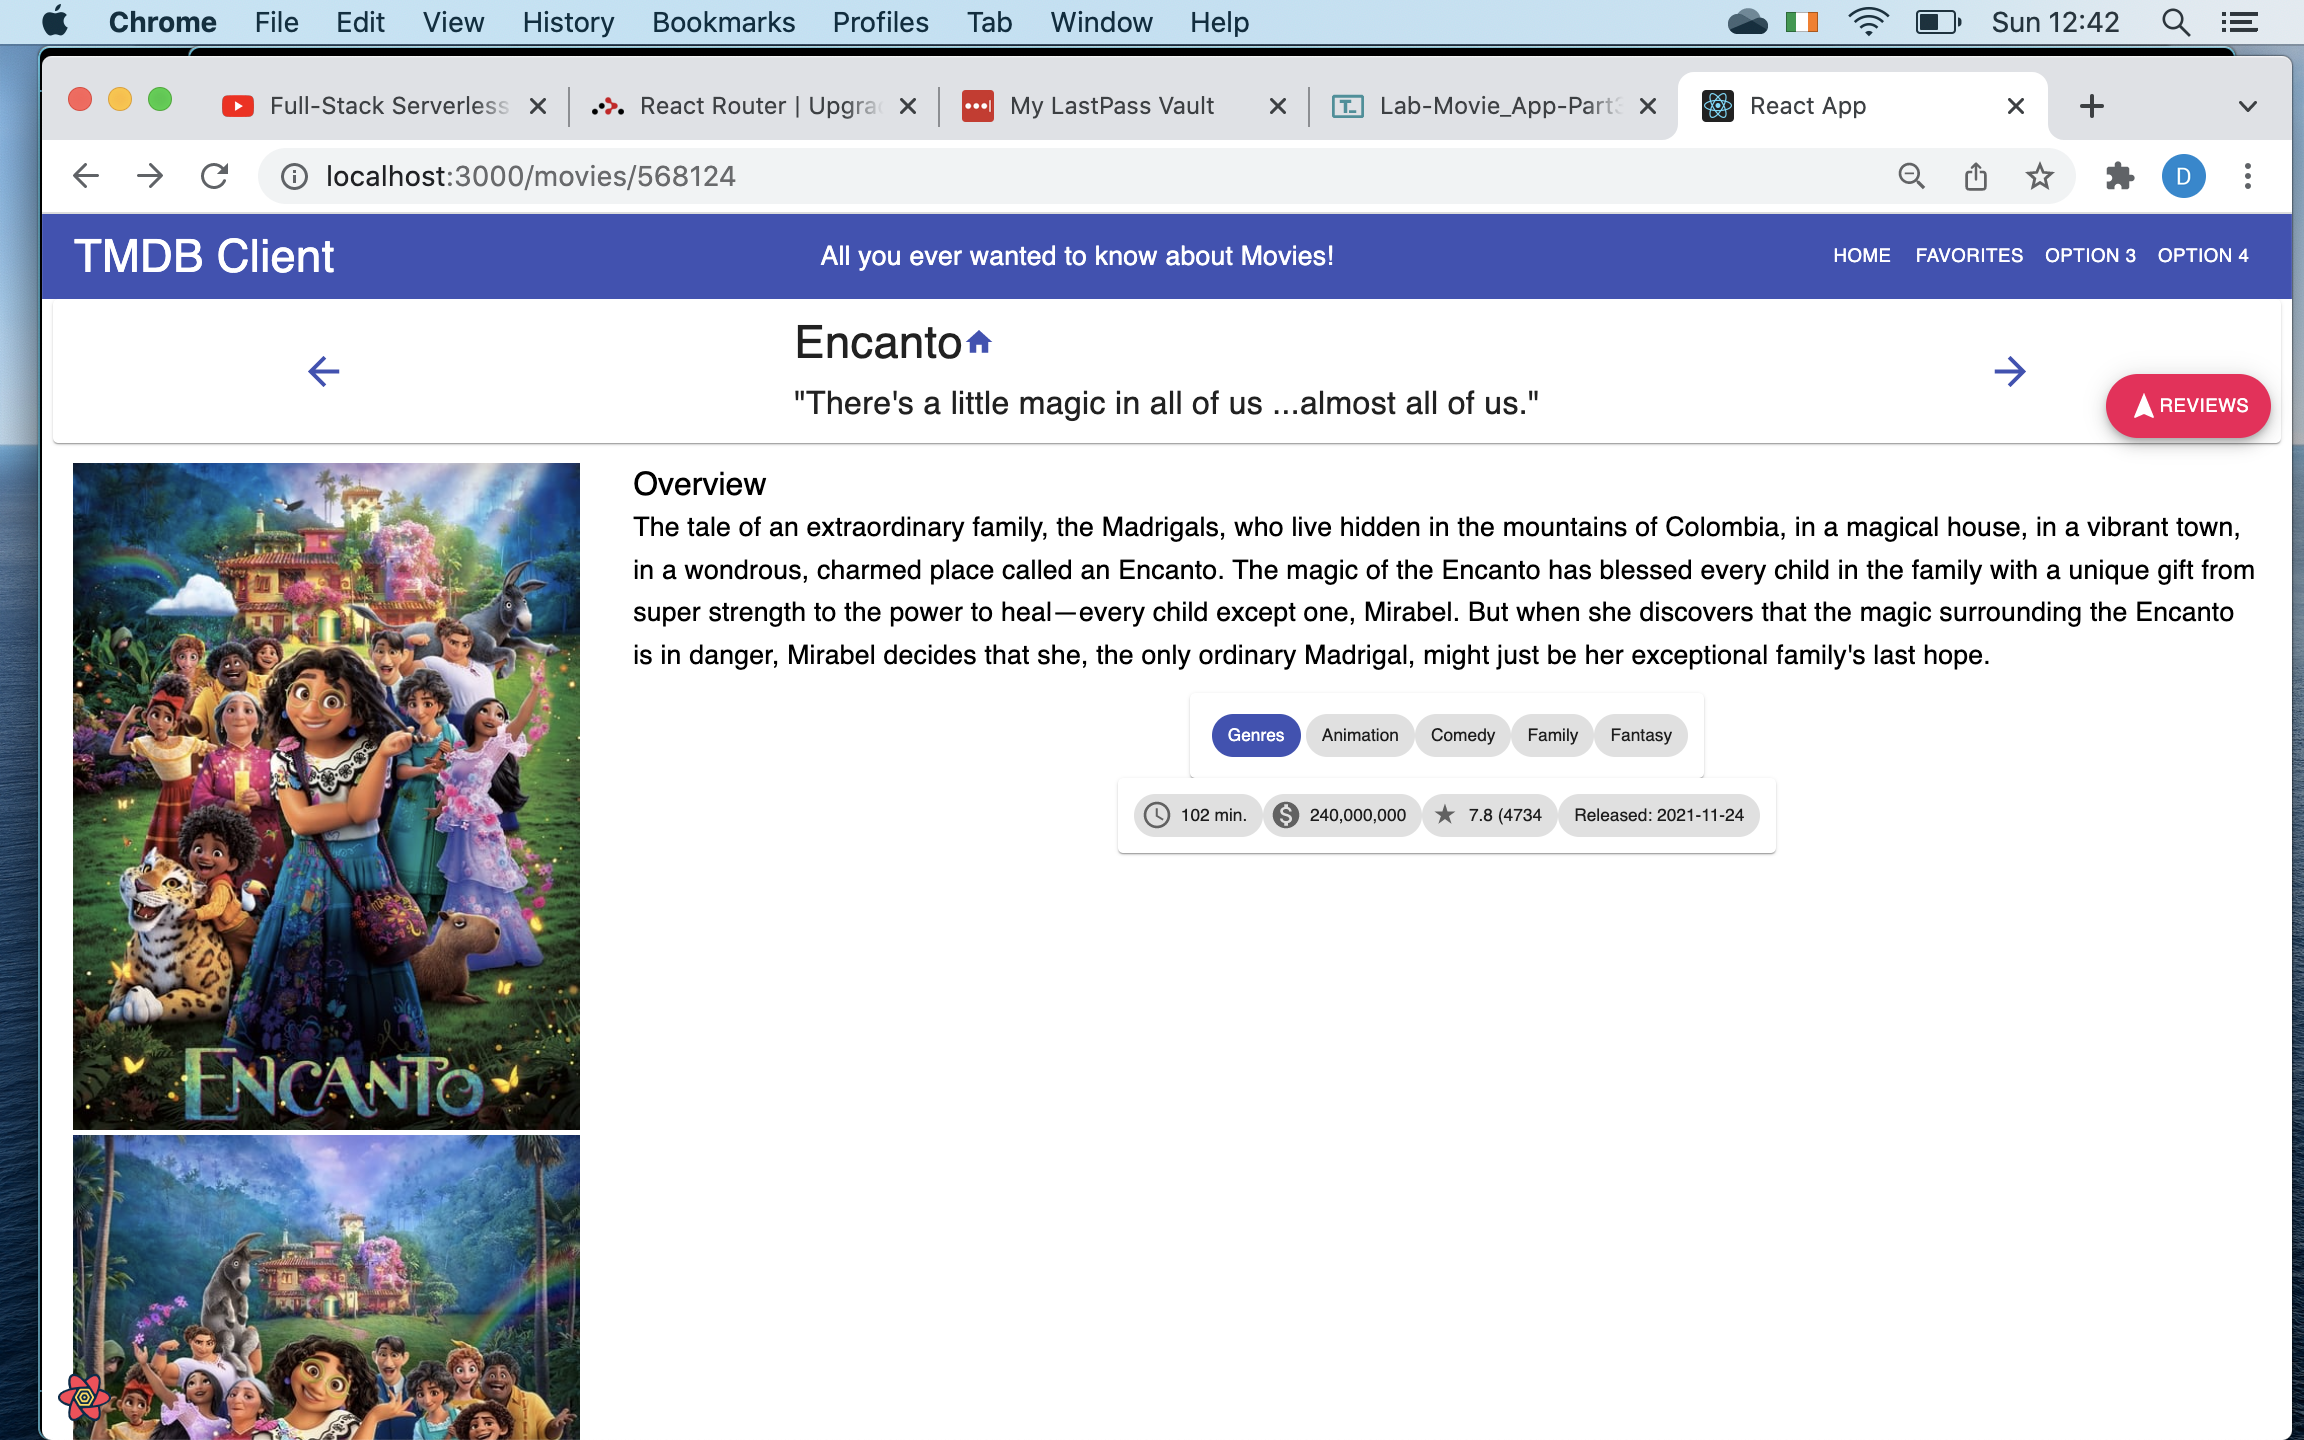 Chrome File Edit View History Bookmarks Profiles Tab Window Help Sun 12:42
Full-Stack Serverless React Router | Upgra My LastPass Vault Lab-Movie_App-Part3 React App
localhost:3000/movies/568124 D
TMDB Client All you ever wanted to know about Movies! HOME FAVORITES OPTION 3 OPTION 4
Encanto
"There's a little magic in all of us ...almost all of us."
REVIEWS
Overview
The tale of an extraordinary family, the Madrigals, who live hidden in the mountains of Colombia, in a magical house, in a vibrant town,
in a wondrous, charmed place called an Encanto. The magic of the Encanto has blessed every child in the family with a unique gift from
super strength to the power to heal—every child except one, Mirabel. But when she discovers that the magic surrounding the Encanto
is in danger, Mirabel decides that she, the only ordinary Madrigal, might just be her exceptional family's last hope.
Genres Animation Comedy Family Fantasy
102 min. 240,000,000 7.8 (4734 Released: 2021-11-24
ENCANTO